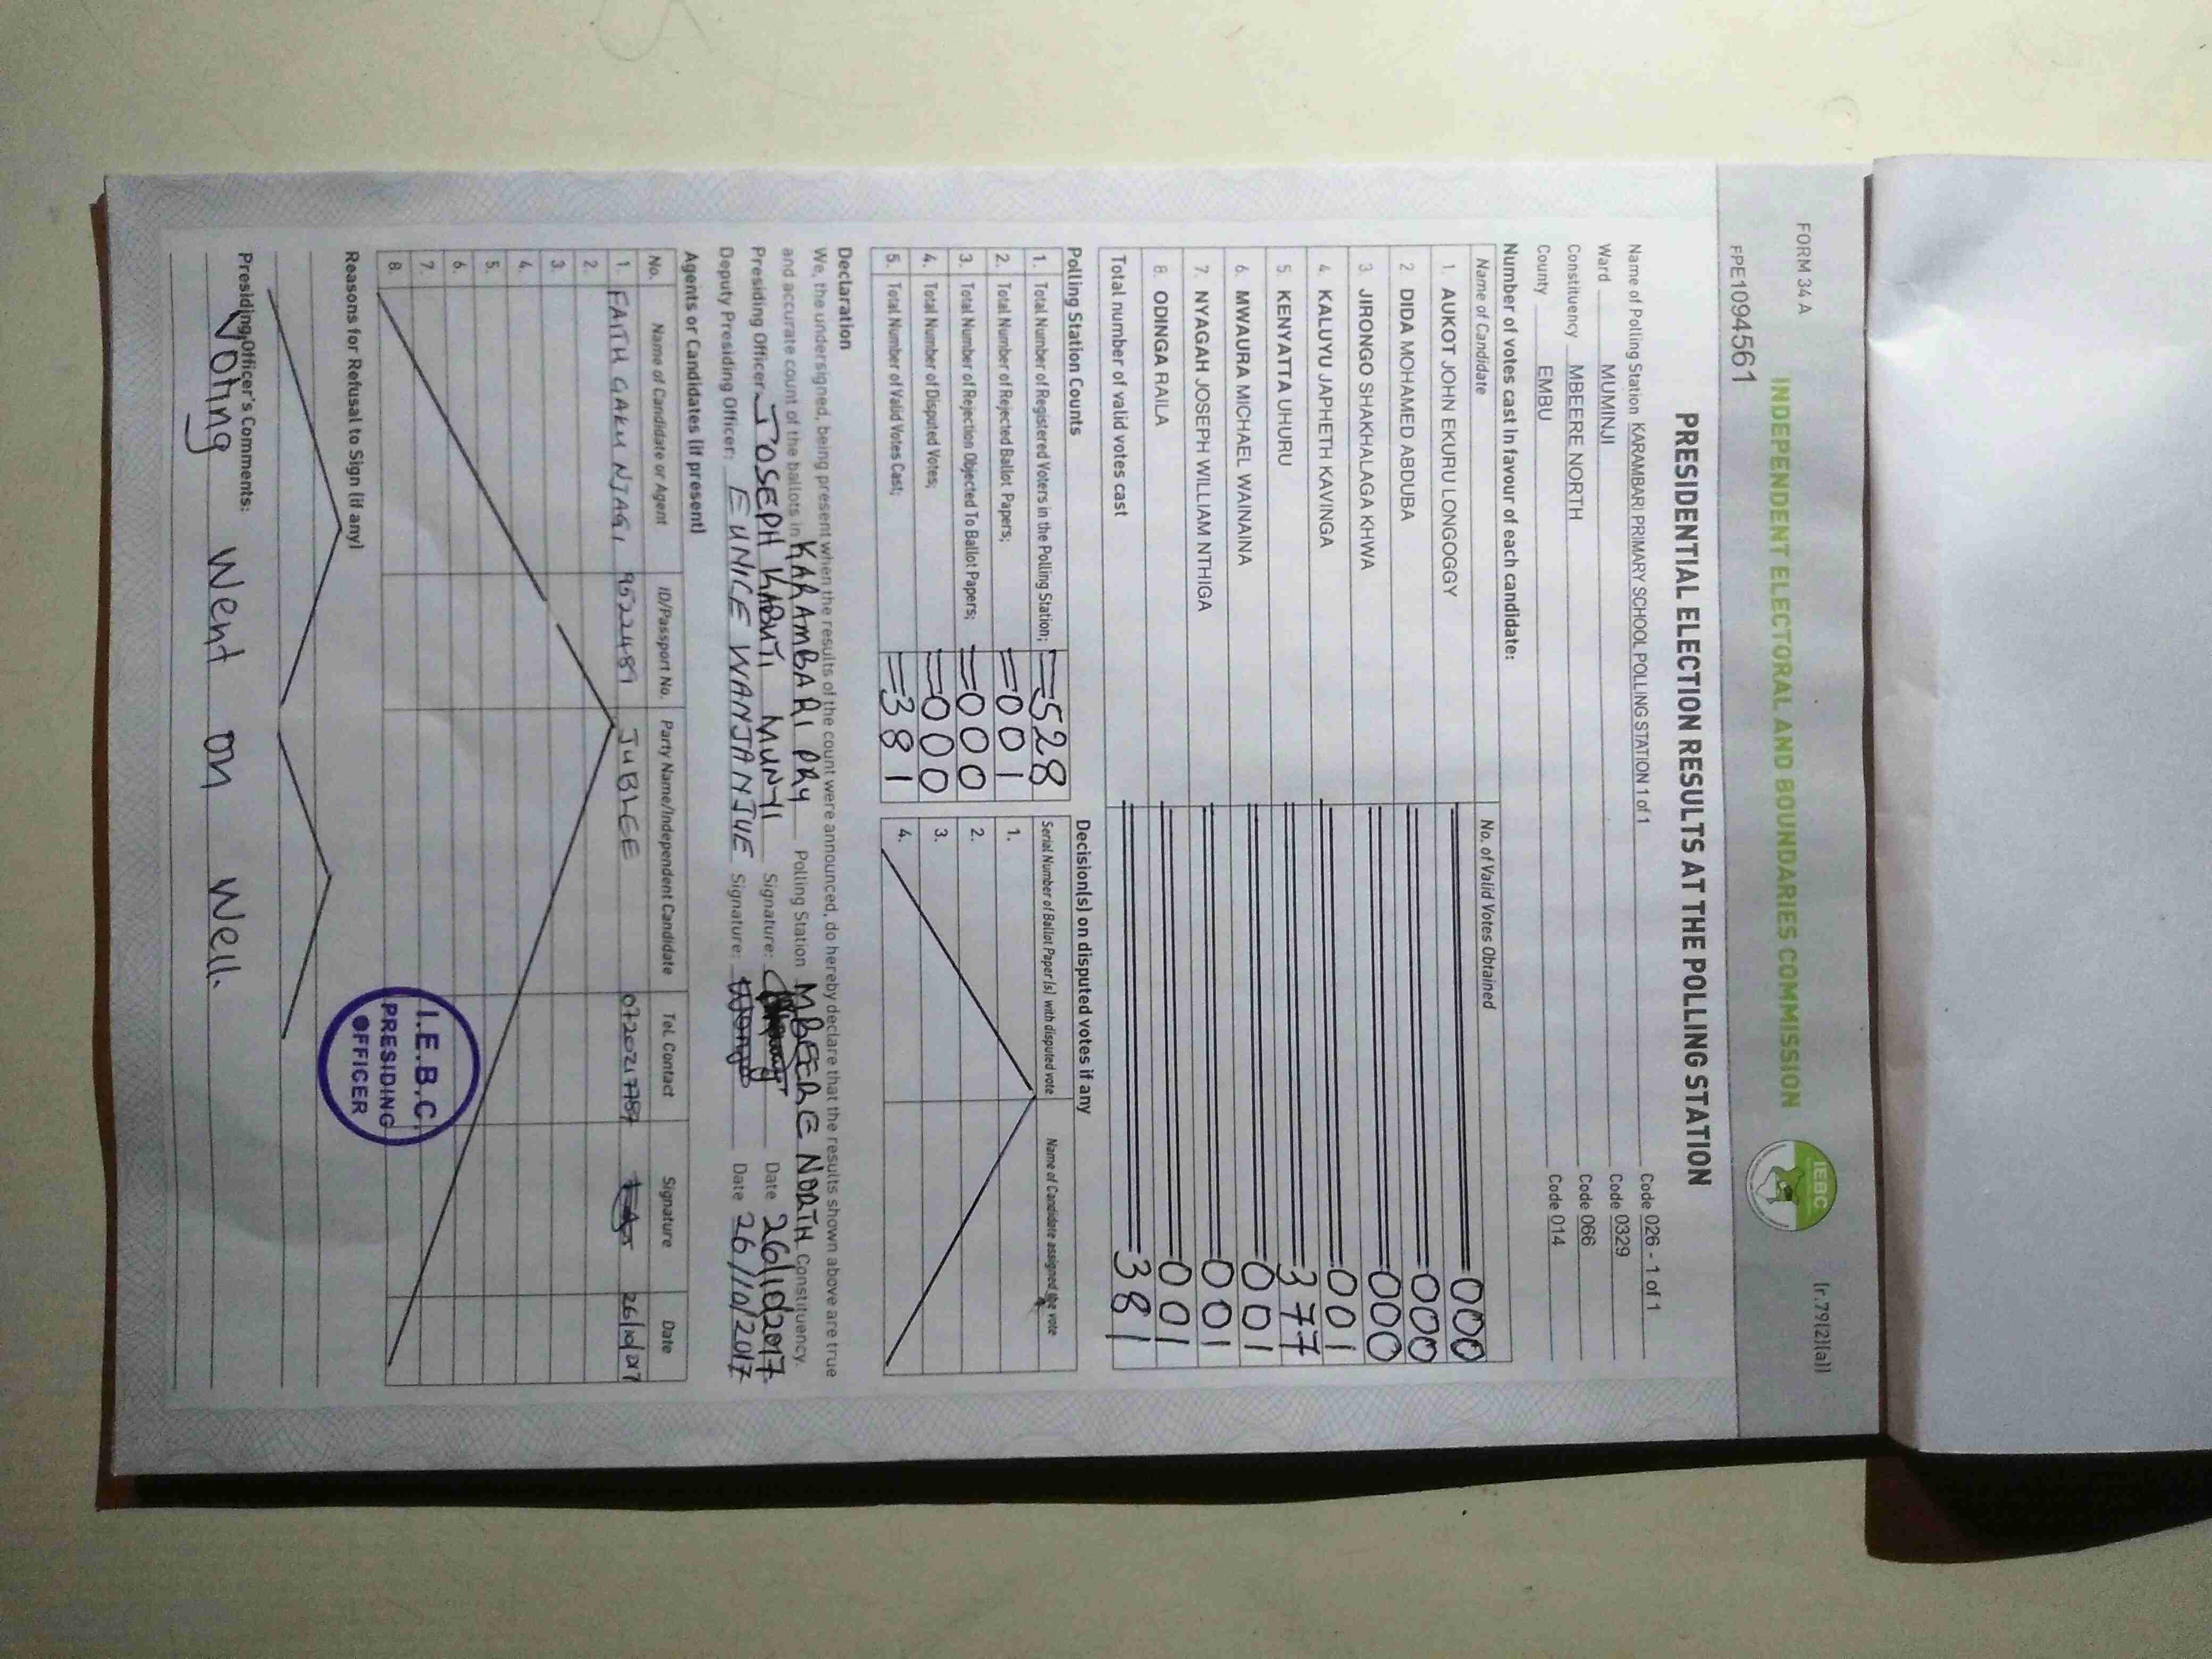 FORM 34 A
(r.79(2)(a))
INDEPENDENT ELECTORAL AND BOUNDARIES COMMISSION
IEBC
FPE1094561
PRESIDENTIAL ELECTION RESULTS AT THE POLLING STATION
Name of Polling Station KARAMBARI PRIMARY SCHOOL POLLING STATION 1 of 1 Code 026 - 1 of 1
Ward MUMINJI Code 0329
Constituency MBEERE NORTH Code 066
County EMBU Code 014
Number of votes cast in favour of each candidate:
Name of Candidate No. of Valid Votes Obtained
1. AUKOT JOHN EKURU LONGOGGY =000
2 DIDA MOHAMED ABDUBA =000
3. JIRONGO SHAKHALAGA KHWA =000
4. KALUYU JAPHETH KAVINGA =001
5. KENYATTA UHURU =377
6. MWAURA MICHAEL WAINAINA =001
7. NYAGAH JOSEPH WILLIAM NTHIGA =001
8. ODINGA RAILA =001
Total number of valid votes cast =381
Polling Station Counts
1. Total Number of Registered Voters in the Polling Station; =528
2. Total Number of Rejected Ballot Papers; =001
3. Total Number of Rejection Objected To Ballot Papers; =000
4. Total Number of Disputed Votes; =000
5. Total Number of Valid Votes Cast; =381
Decision(s) on disputed votes if any
Serial Number of Ballot Paper (s) with disputed vote Name of Candidate assigned the vote
1.
2.
3.
4.
Declaration
We, the undersigned, being present when the results of the count were announced, do hereby declare that the results shown above are true
and accurate count of the ballots in KARAMBARI PRY Polling Station MBEERE NORTH Constituency.
Presiding Officer JOSEPH KABUTI MUNYI Signature: Date 26/10/2017
Deputy Presiding Officer: EUNICE WANJA NJUE Signature: Date 26/10/2017
Agents or Candidates (if present)
No. Name of Candidate or Agent ID/Passport No. Party Name/Independent Candidate Tel. Contact Signature Date
1. FAITH GAKU NJAGI 9522489 JUBLEE 0720217787 26/10/2017
2.
3.
4.
5.
6.
7.
8.
I.E.B.C.
PRESIDING
OFFICER
Reasons for Refusal to Sign (if any)
Presiding Officer's Comments:
Voting went on well.